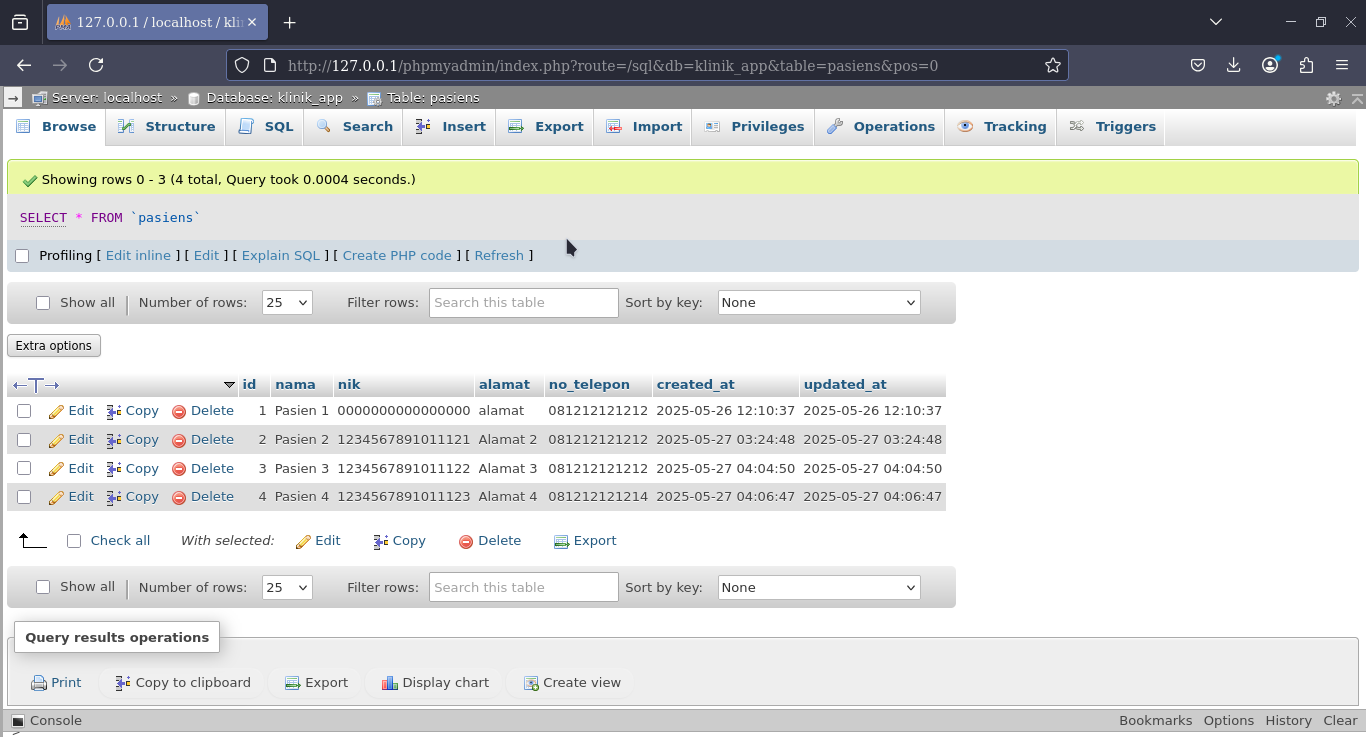 127.0.0.1 / localhost / kli
http://127.0.0.1/phpmyadmin/index.php?route=/sql&db=klinik_app&table=pasiens&pos=0
Server: localhost » Database: klinik_app » Table: pasiens
Browse Structure SQL Search Insert Export Import Privileges Operations Tracking Triggers
Showing rows 0 - 3 (4 total, Query took 0.0004 seconds.)
SELECT * FROM `pasiens`
Profiling [ Edit inline ] [ Edit ] [ Explain SQL ] [ Create PHP code ] [ Refresh ]
Show all Number of rows: 25 Filter rows: Search this table Sort by key: None
Extra options
id nama nik alamat no_telepon created_at updated_at
Edit Copy Delete 1 Pasien 1 0000000000000000 alamat 081212121212 2025-05-26 12:10:37 2025-05-26 12:10:37
Edit Copy Delete 2 Pasien 2 1234567891011121 Alamat 2 081212121212 2025-05-27 03:24:48 2025-05-27 03:24:48
Edit Copy Delete 3 Pasien 3 1234567891011122 Alamat 3 081212121212 2025-05-27 04:04:50 2025-05-27 04:04:50
Edit Copy Delete 4 Pasien 4 1234567891011123 Alamat 4 081212121214 2025-05-27 04:06:47 2025-05-27 04:06:47
Check all With selected: Edit Copy Delete Export
Show all Number of rows: 25 Filter rows: Search this table Sort by key: None
Query results operations
Print Copy to clipboard Export Display chart Create view
Console Bookmarks Options History Clear
>